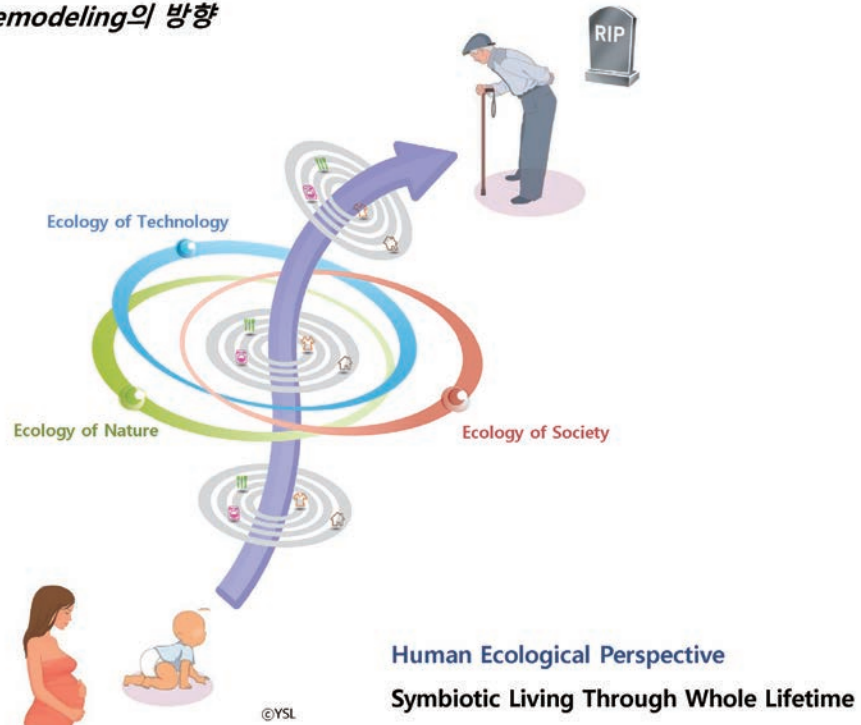 emodeling의 방향
RIP
Ecology of Technology
Ecology of Nature
Ecology of Society
Human Ecological Perspective
Symbiotic Living Through Whole Lifetime
©YSL